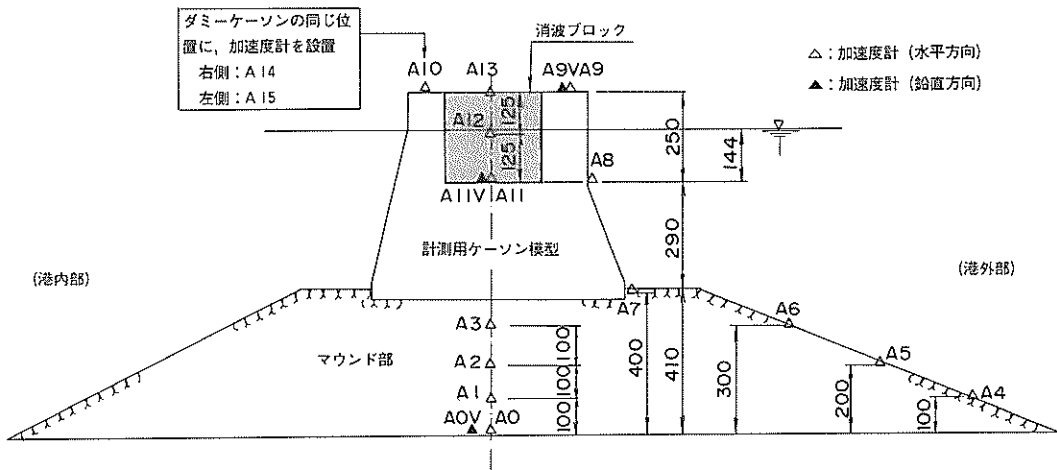 ダミーケーソンの同じ位
置に，加速度計を設置
右側：A14
左側：A15
消波ブロック
△：加速度計（水平方向）
▲：加速度計（鉛直方向）
A10
A13
A9V
A9
A12
125
125
A8
A11V
A11
250
144
290
計測用ケーソン模型
(港内部)
(港外部)
A7
A6
A3
A5
マウンド部
A2
A1
A4
A0V
A0
100
100
100
400
410
300
200
100